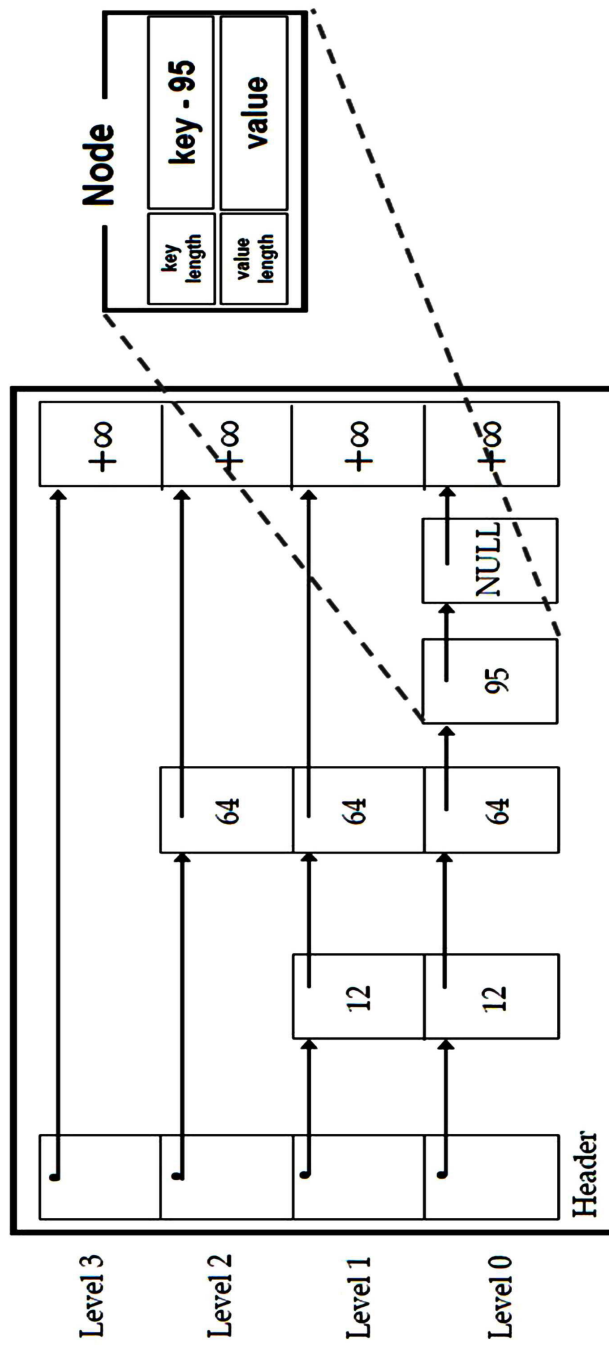 Node
key
length
key - 95
value
length
value
Level 3
+∞
Level 2
64
+∞
Level 1
12
64
+∞
Level 0
12
64
95
NULL
+∞
Header